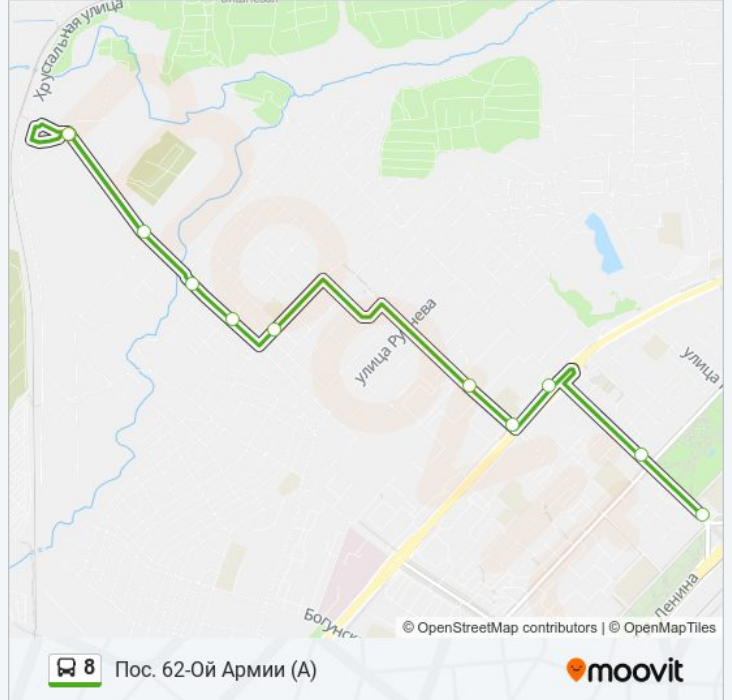 Хрустальная улица
улица Руднева
улица
Ленина
Богунск
© OpenStreetMap contributors | © OpenMapTiles
8 Пос. 62-Ой Армии (А)
moovit